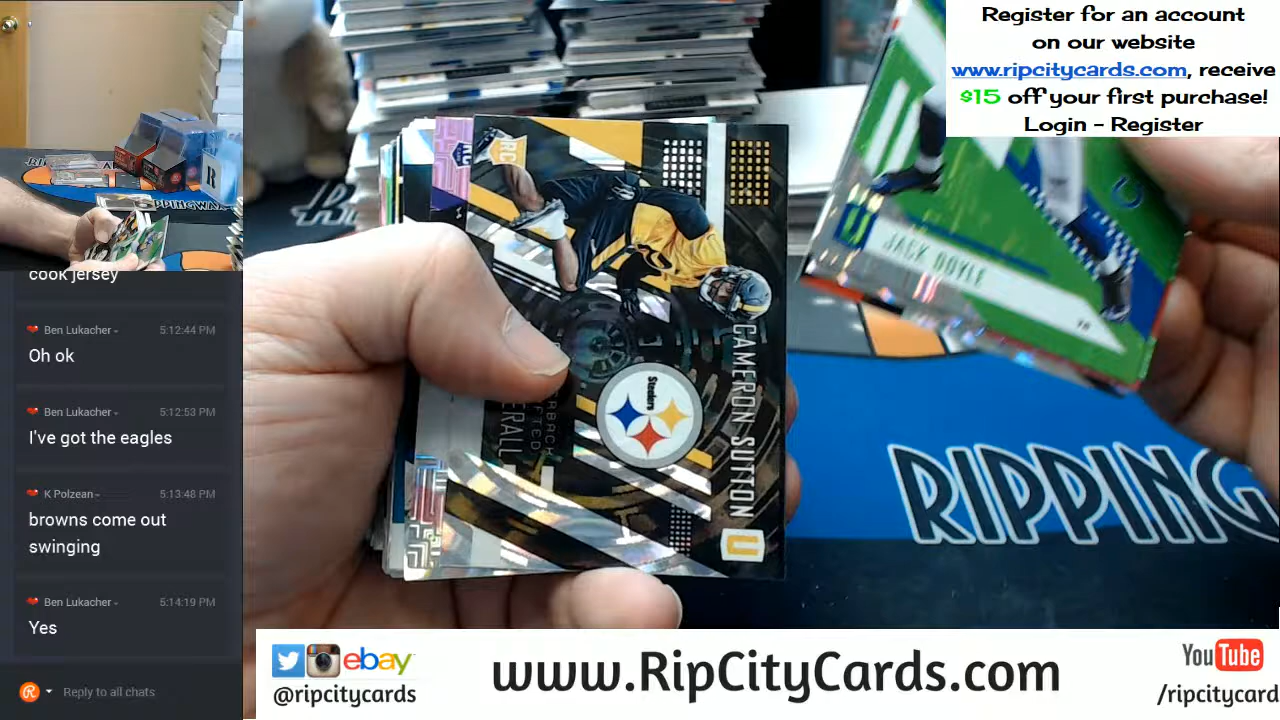 Register for an account
on our website
www.ripcitycards.com, receive
$15 off your first purchase!
Login - Register
cook jersey
Ben Lukacher
5:12:44 PM
Oh ok
Ben Lukacher
5:12:53 PM
I've got the eagles
K Polzean
5:13:48 PM
browns come out
swinging
Ben Lukacher
5:14:19 PM
Yes
Reply to all chats
RC
Steelers
CAMERON SUTTON
U
ERALL
U
JACK DOYLE
RIPPING
ebay
@ripcitycards
www.RipCityCards.com
YouTube
/ripcitycard